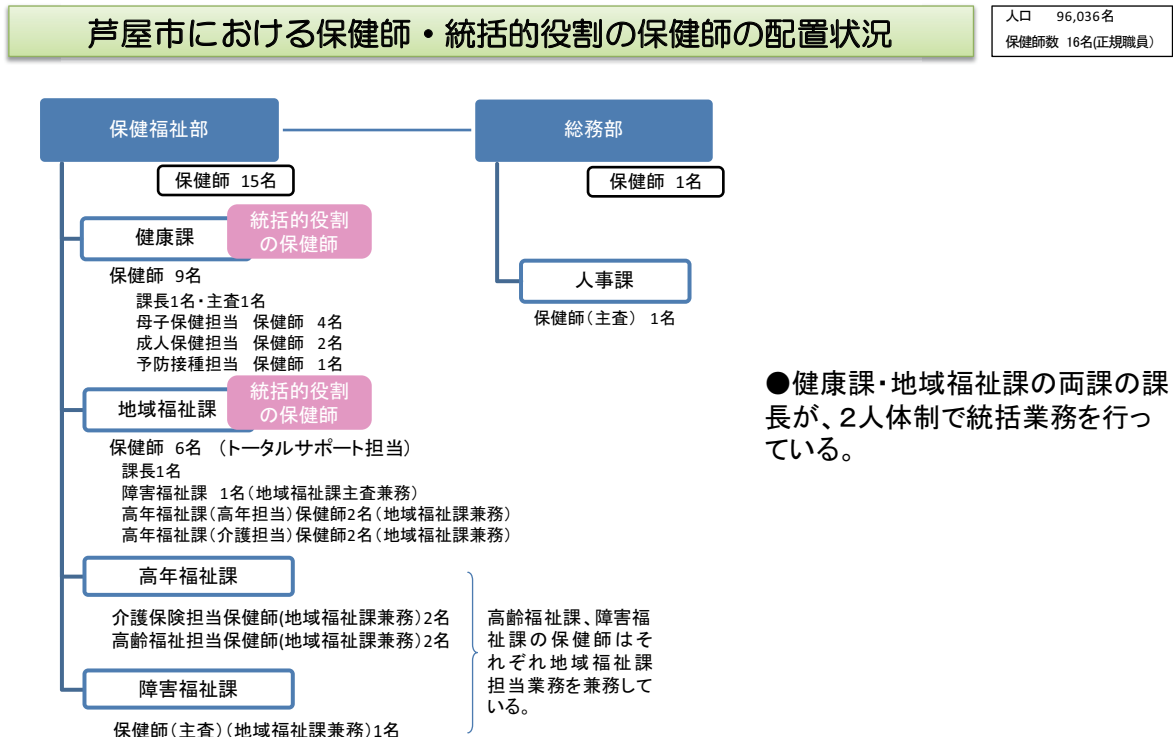 芦屋市における保健師・統括的役割の保健師の配置状況
人口　96,036名
保健師数 16名(正規職員）
保健福祉部
総務部
保健師 15名
保健師 1名
健康課
統括的役割
の保健師
保健師 9名
課長1名・主査1名
母子保健担当　保健師 4名
成人保健担当　保健師 2名
予防接種担当　保健師 1名
人事課
保健師（主査） 1名
地域福祉課
統括的役割
の保健師
保健師 6名 （トータルサポート担当）
課長1名
障害福祉課 1名（地域福祉課主査兼務）
高年福祉課（高年担当）保健師2名（地域福祉課兼務）
高年福祉課（介護担当）保健師2名（地域福祉課兼務）
●健康課・地域福祉課の両課の課
長が、２人体制で統括業務を行っ
ている。
高年福祉課
介護保険担当保健師(地域福祉課兼務）2名
高齢福祉担当保健師(地域福祉課兼務）2名
障害福祉課
保健師（主査）（地域福祉課兼務）1名
高齢福祉課、障害福
祉課の保健師はそ
れぞれ地域福祉課
担当業務を兼務して
いる。